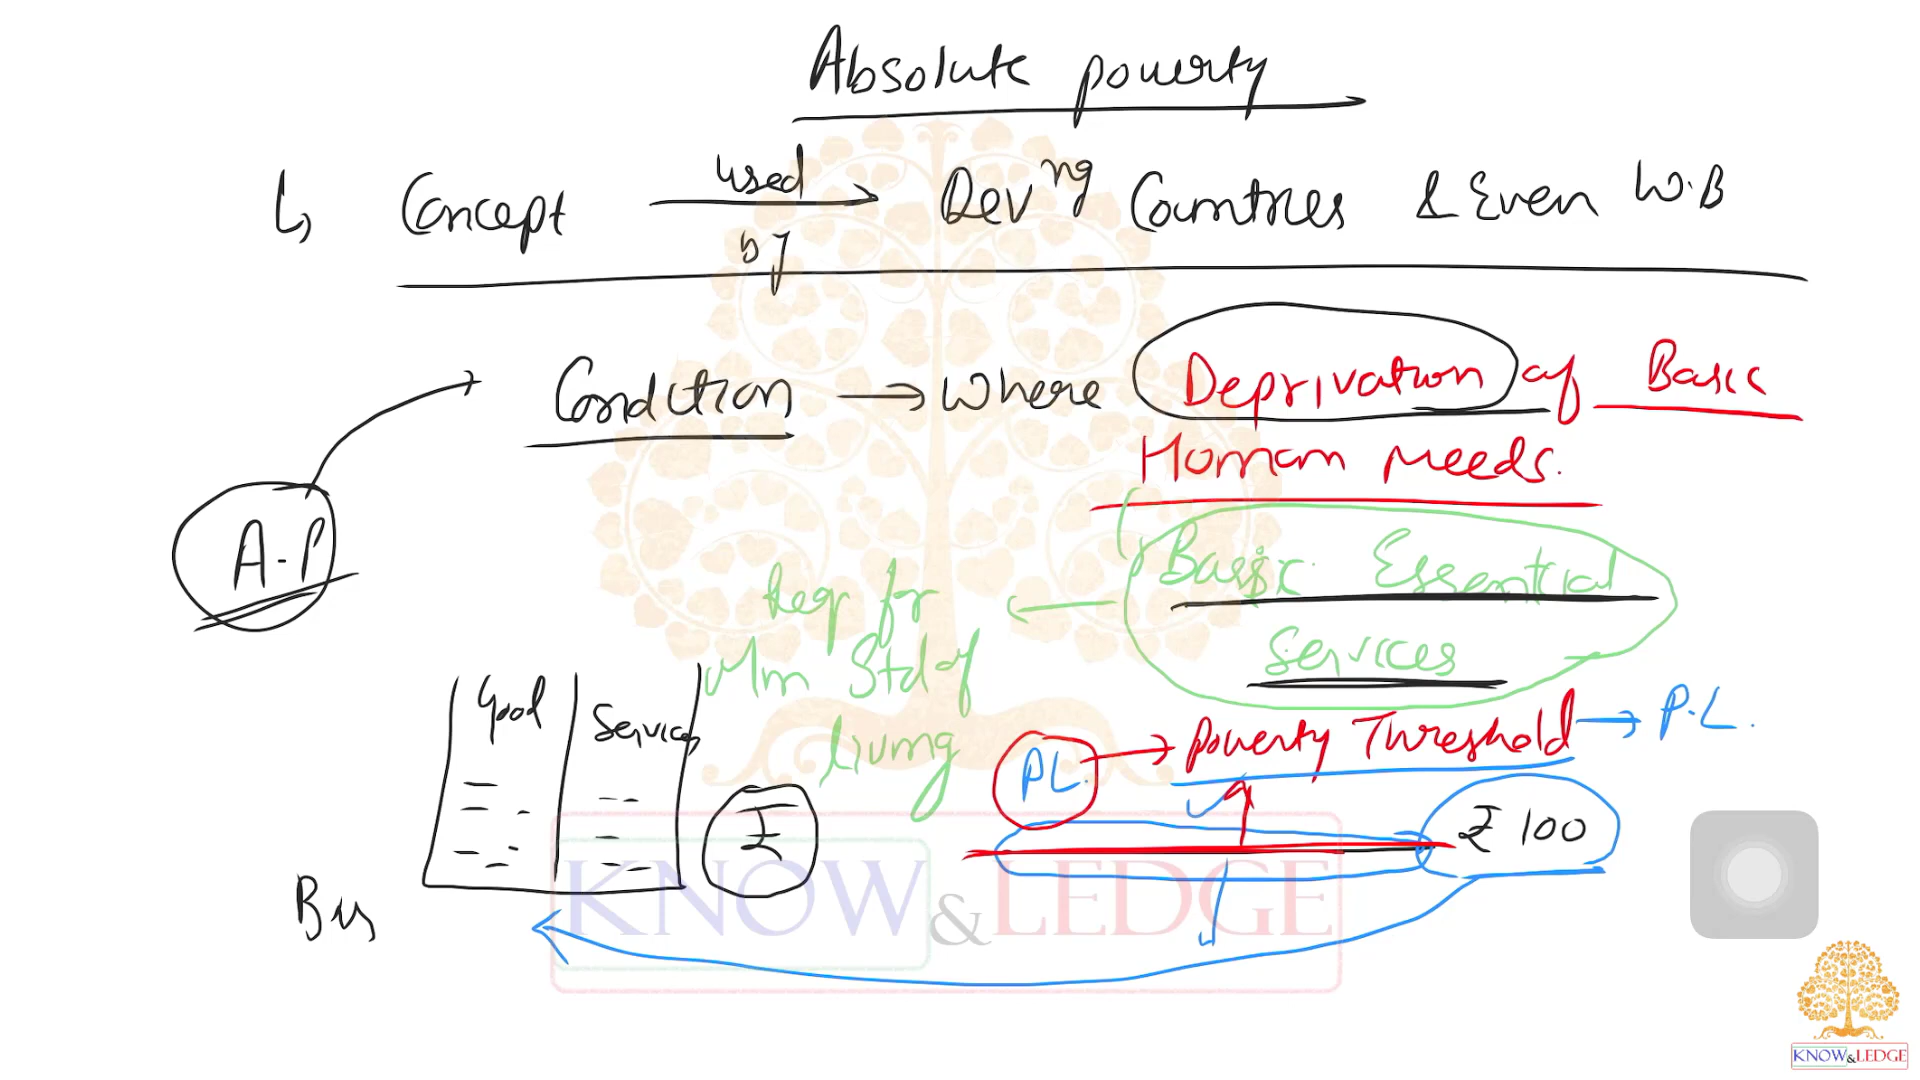 Absolute poverty
Concept used by → Dev^ng Countries & Even W.B
Condition → Where Deprivation of Basic
Human Needs.
A.P
Basic Essential
Services
Req for
Min Std of
living
Good Services
₹
Poverty Threshold → P.L.
PL
₹ 100
KNOW&LEDGE
KNOW&LEDGE